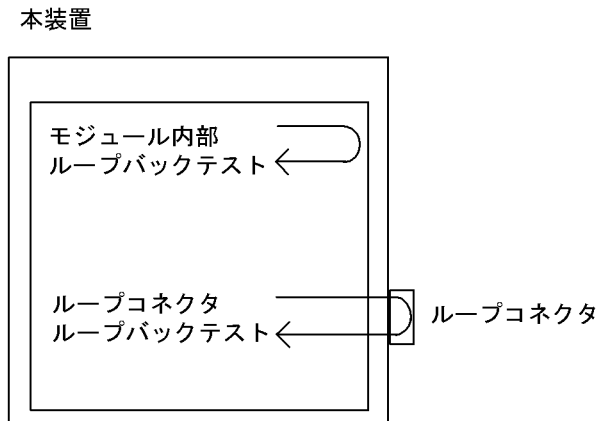 本装置
モジュール内部
ループバックテスト
ループコネクタ
ループバックテスト
ループコネクタ